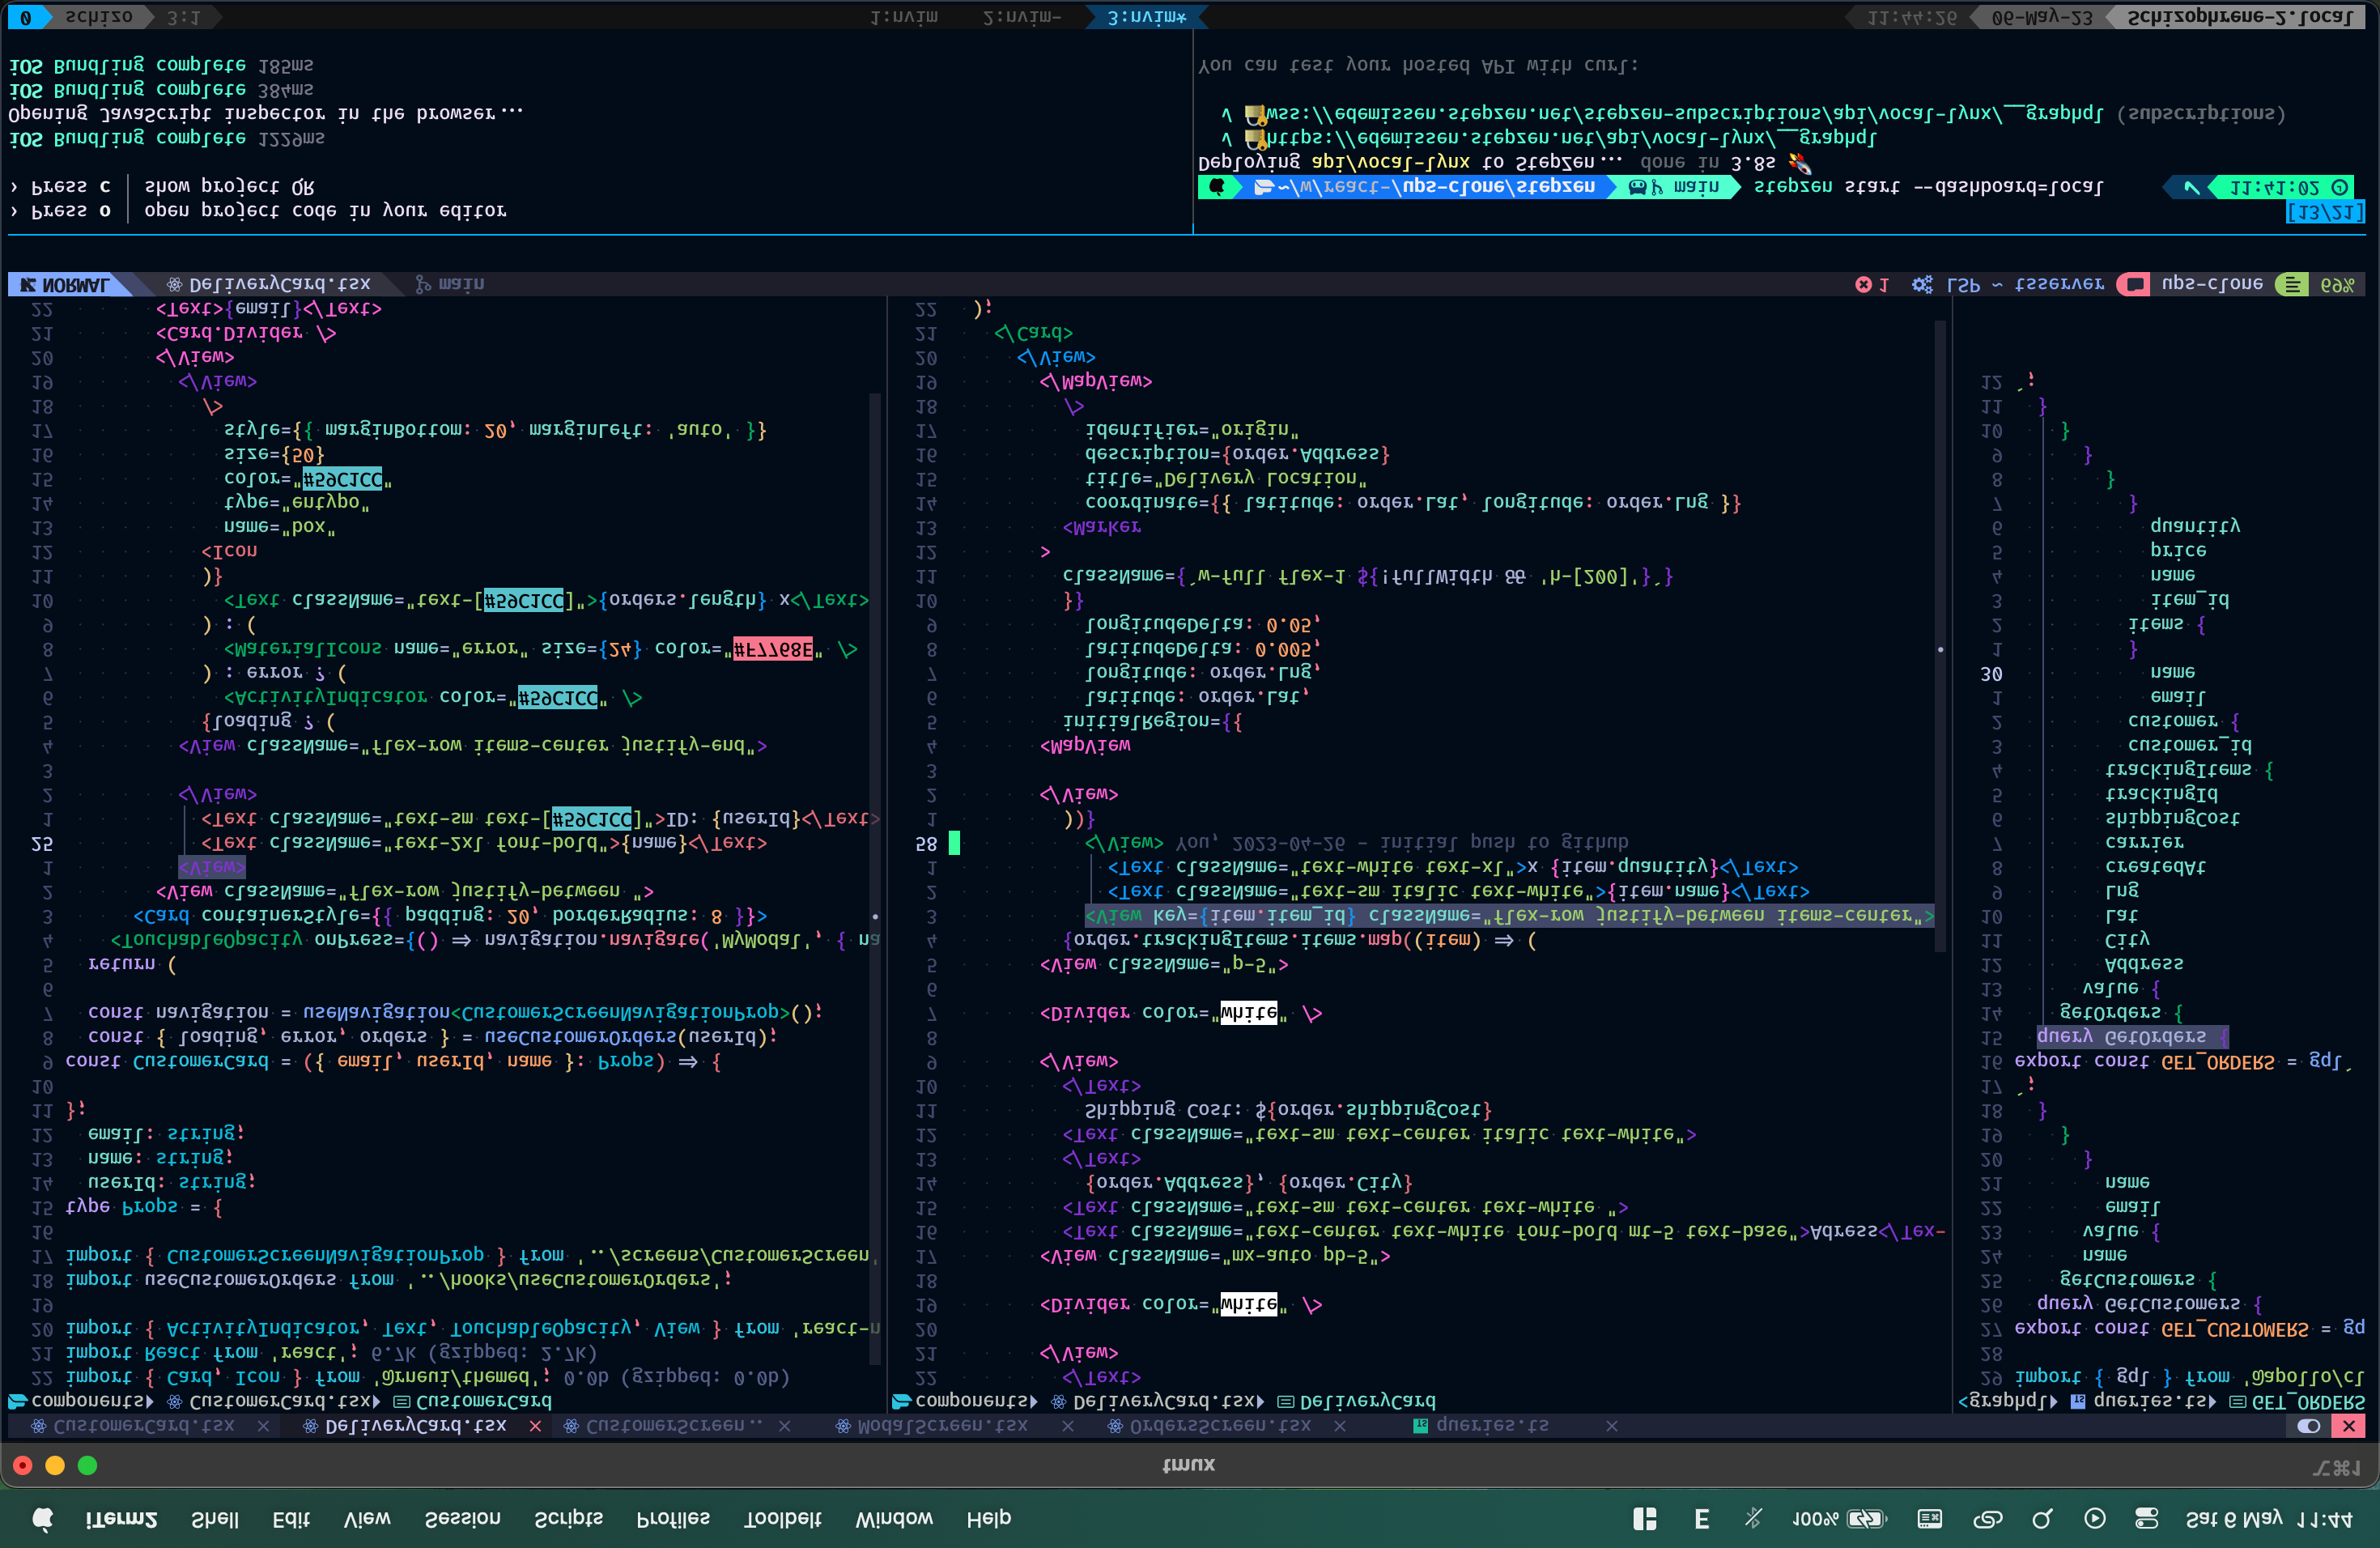 iTerm2 Shell Edit View Session Scripts Profiles Toolbelt Window Help E 100% Sat 6 May 11:44
tmux ⌥⌘1
CustomerCard.tsx × DeliveryCard.tsx × CustomerScreen.. × ModalScreen.tsx × OrdersScreen.tsx × TS queries.ts × ×
components CustomerCard.tsx CustomerCard
22 import { Card, Icon } from '@rneui/themed'; 0.0b (gzipped: 0.0b)
21 import React from 'react'; 6.7k (gzipped: 2.7k)
20 import { ActivityIndicator, Text, TouchableOpacity, View } from 'react-n
19
18 import useCustomerOrders from '../hooks/useCustomerOrders';
17 import { CustomerScreenNavigationProp } from '../screens/CustomerScreen'
16
15 type Props = {
14 userId: string;
13 name: string;
12 email: string;
11 };
10
9 const CustomerCard = ({ email, userId, name }: Props) => {
8 const { loading, error, orders } = useCustomerOrders(userId);
7 const navigation = useNavigation<CustomerScreenNavigationProp>();
6
5 return (
4 <TouchableOpacity onPress={() => navigation.navigate('MyModal', { na
3 <Card containerStyle={{ padding: 20, borderRadius: 8 }}>
2 <View className="flex-row justify-between ">
1 <View>
25 <Text className="text-2xl font-bold">{name}</Text>
1 <Text className="text-sm text-[#59C1CC]">ID: {userId}</Text>
2 </View>
3
4 <View className="flex-row items-center justify-end">
5 {loading ? (
6 <ActivityIndicator color="#59C1CC" />
7 ) : error ? (
8 <MaterialIcons name="error" size={24} color="#F7768E" />
9 ) : (
10 <Text className="text-[#59C1CC]">{orders.length} x</Text>
11 )}
12 <Icon
13 name="box"
14 type="entypo"
15 color="#59C1CC"
16 size={50}
17 style={{ marginBottom: 20, marginLeft: 'auto' }}
18 />
19 </View>
20 </View>
21 <Card.Divider />
22 <Text>{email}</Text>
components DeliveryCard.tsx DeliveryCard
22 </Text>
21 </View>
20
19 <Divider color="white" />
18
17 <View className="mx-auto pb-5">
16 <Text className="text-center text-white font-bold mt-5 text-base">Adress</Tex-
15 <Text className="text-sm text-center text-white ">
14 {order.Address}, {order.City}
13 </Text>
12 <Text className="text-sm text-center italic text-white">
11 Shipping Cost: ${order.shippingCost}
10 </Text>
9 </View>
8
7 <Divider color="white" />
6
5 <View className="p-5">
4 {order.trackingItems.items.map((item) => (
3 <View key={item.item_id} className="flex-row justify-between items-center">
2 <Text className="text-sm italic text-white">{item.name}</Text>
1 <Text className="text-white text-xl">x {item.quantity}</Text>
58 </View> You, 2023-04-26 - initial push to github
1 ))}
2 </View>
3
4 <MapView
5 initialRegion={{
6 latitude: order.Lat,
7 longitude: order.Lng,
8 latitudeDelta: 0.005,
9 longitudeDelta: 0.05,
10 }}
11 className={`w-full flex-1 ${!fullWidth && 'h-[200]'}`}
12 >
13 <Marker
14 coordinate={{ latitude: order.Lat, longitude: order.Lng }}
15 title="Delivery Location"
16 description={order.Address}
17 identifier="origin"
18 />
19 </MapView>
20 </View>
21 </Card>
22 );
<graphql TS queries.ts GET_ORDERS
29 import { gql } from '@apollo/cl
28
27 export const GET_CUSTOMERS = gq
26 query GetCustomers {
25 getCustomers {
24 name
23 value {
22 email
21 name
20 }
19 }
18 }
17 `;
16 export const GET_ORDERS = gql`
15 query GetOrders {
14 getOrders {
13 value {
12 Address
11 City
10 Lat
9 Lng
8 createdAt
7 carrier
6 shippingCost
5 trackingId
4 trackingItems {
3 customer_id
2 customer {
1 email
30 name
1 }
2 items {
3 item_id
4 name
5 price
6 quantity
7 }
8 }
9 }
10 }
11 }
12 `;
NORMAL DeliveryCard.tsx main 1 LSP ~ tsserver ups-clone 69%
› Press o │ open project code in your editor
› Press c │ show project QR
iOS Bundling complete 1229ms
Opening JavaScript inspector in the browser...
iOS Bundling complete 384ms
iOS Bundling complete 185ms
[13/21]
~/w/react-/ups-clone/stepzen main stepzen start --dashboard=local ✓ 11:41:02
Deploying api/vocal-lynx to StepZen... done in 3.8s 🚀
√ 🔐https://edemissen.stepzen.net/api/vocal-lynx/__graphql
√ 🔐wss://edemissen.stepzen.net/stepzen-subscriptions/api/vocal-lynx/__graphql (subscriptions)
You can test your hosted API with curl:
0 schizo 3:1 1:nvim 2:nvim- 3:nvim* 11:44:26 06-May-23 Schizophrene-2.local